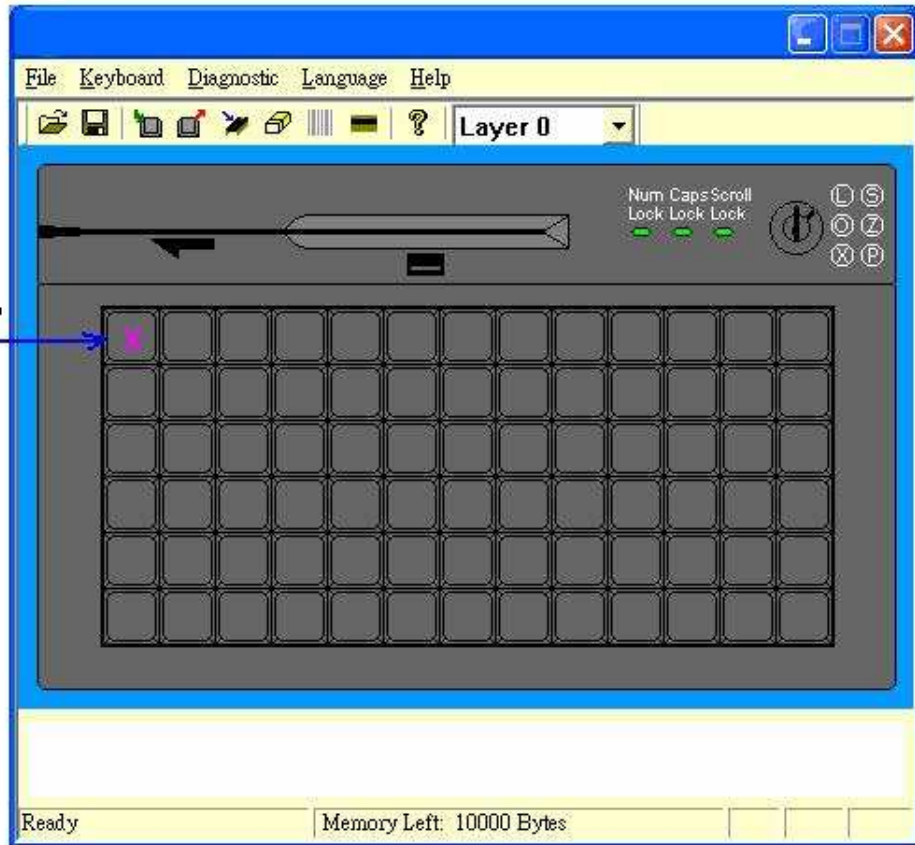 File Keyboard Diagnostic Language Help
Layer 0
Num Caps Scroll
Lock Lock Lock
L S
O Z
X P
X
Ready Memory Left: 10000 Bytes